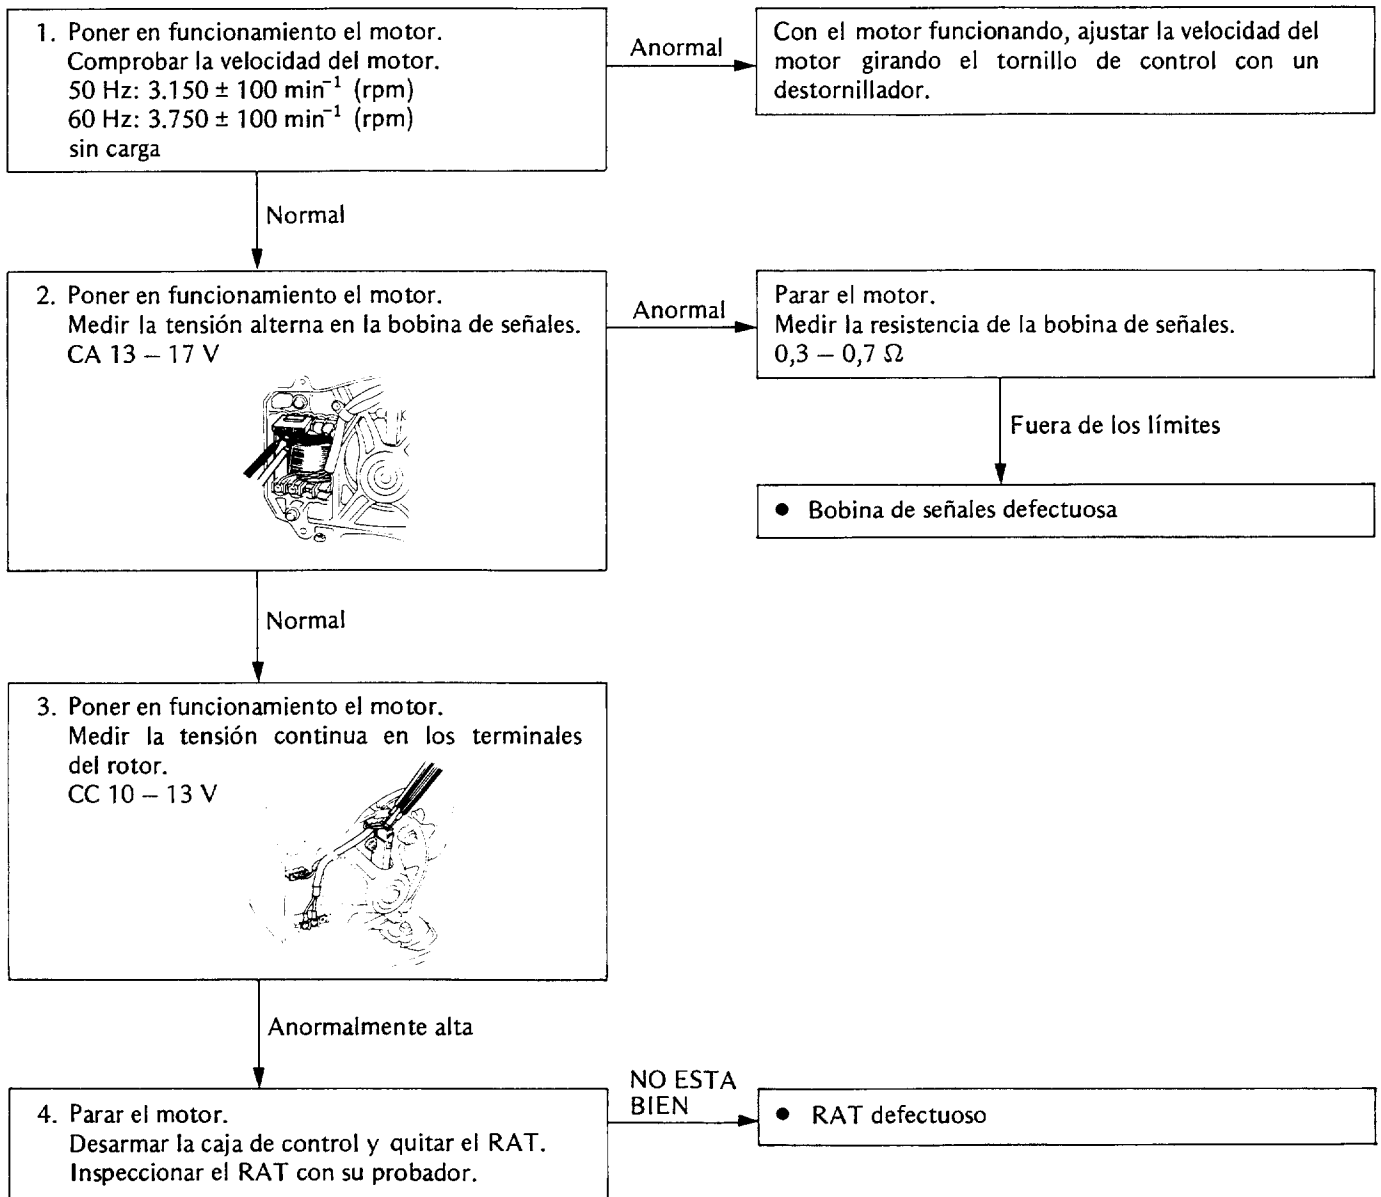 1. Poner en funcionamiento el motor.
Comprobar la velocidad del motor.
50 Hz: 3.150 ± 100 min⁻¹ (rpm)
60 Hz: 3.750 ± 100 min⁻¹ (rpm)
sin carga
Anormal
Con el motor funcionando, ajustar la velocidad del
motor girando el tornillo de control con un
destornillador.
Normal
2. Poner en funcionamiento el motor.
Medir la tensión alterna en la bobina de señales.
CA 13 – 17 V
Anormal
Parar el motor.
Medir la resistencia de la bobina de señales.
0,3 – 0,7 Ω
Fuera de los límites
● Bobina de señales defectuosa
Normal
3. Poner en funcionamiento el motor.
Medir la tensión continua en los terminales
del rotor.
CC 10 – 13 V
Anormalmente alta
4. Parar el motor.
Desarmar la caja de control y quitar el RAT.
Inspeccionar el RAT con su probador.
NO ESTA
BIEN
● RAT defectuoso